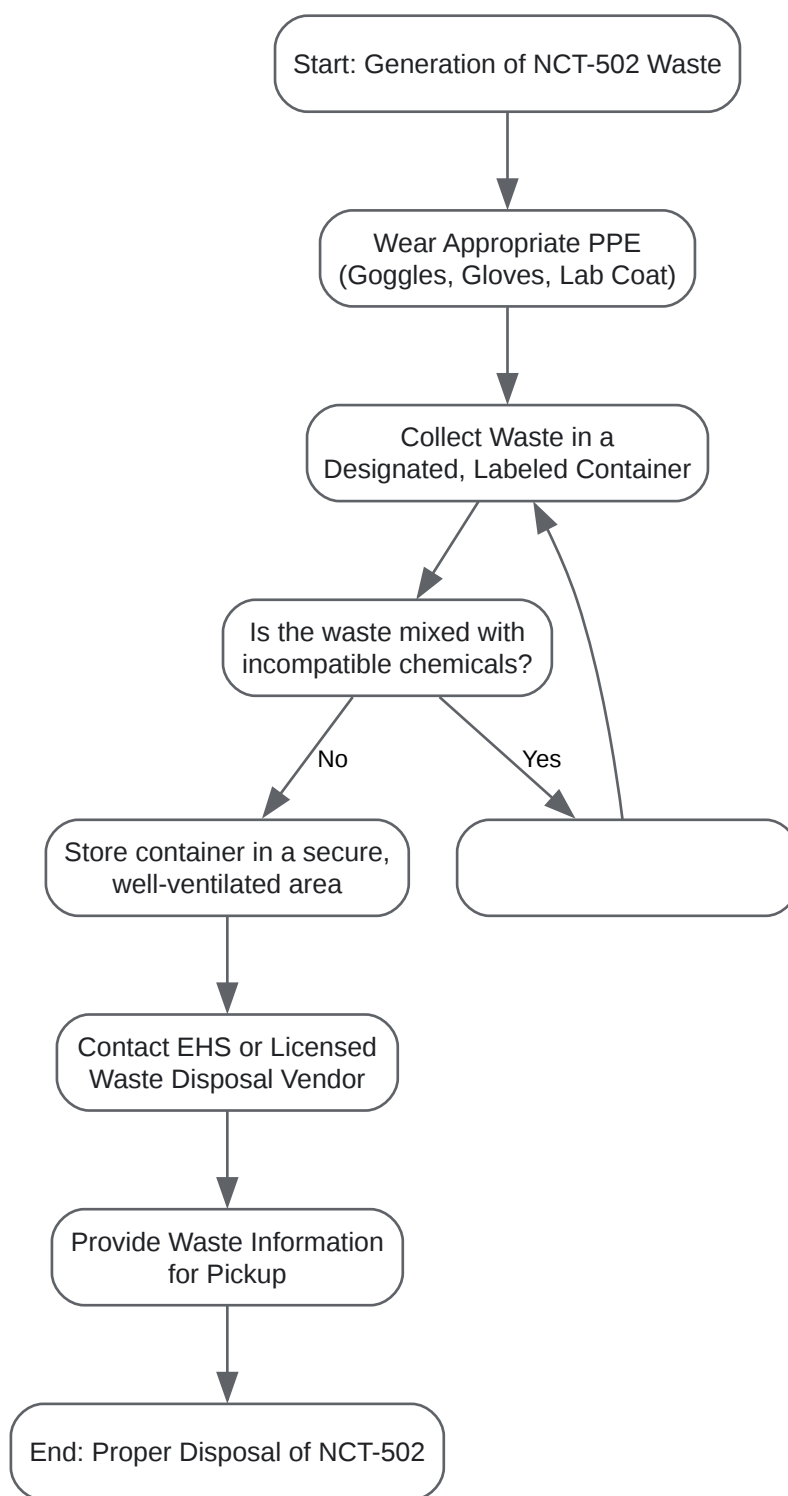 Start: Generation of NCT-502 Waste
Wear Appropriate PPE
(Goggles, Gloves, Lab Coat)
Collect Waste in a
Designated, Labeled Container
Is the waste mixed with
incompatible chemicals?
No
Yes
Store container in a secure,
well-ventilated area
Contact EHS or Licensed
Waste Disposal Vendor
Provide Waste Information
for Pickup
End: Proper Disposal of NCT-502